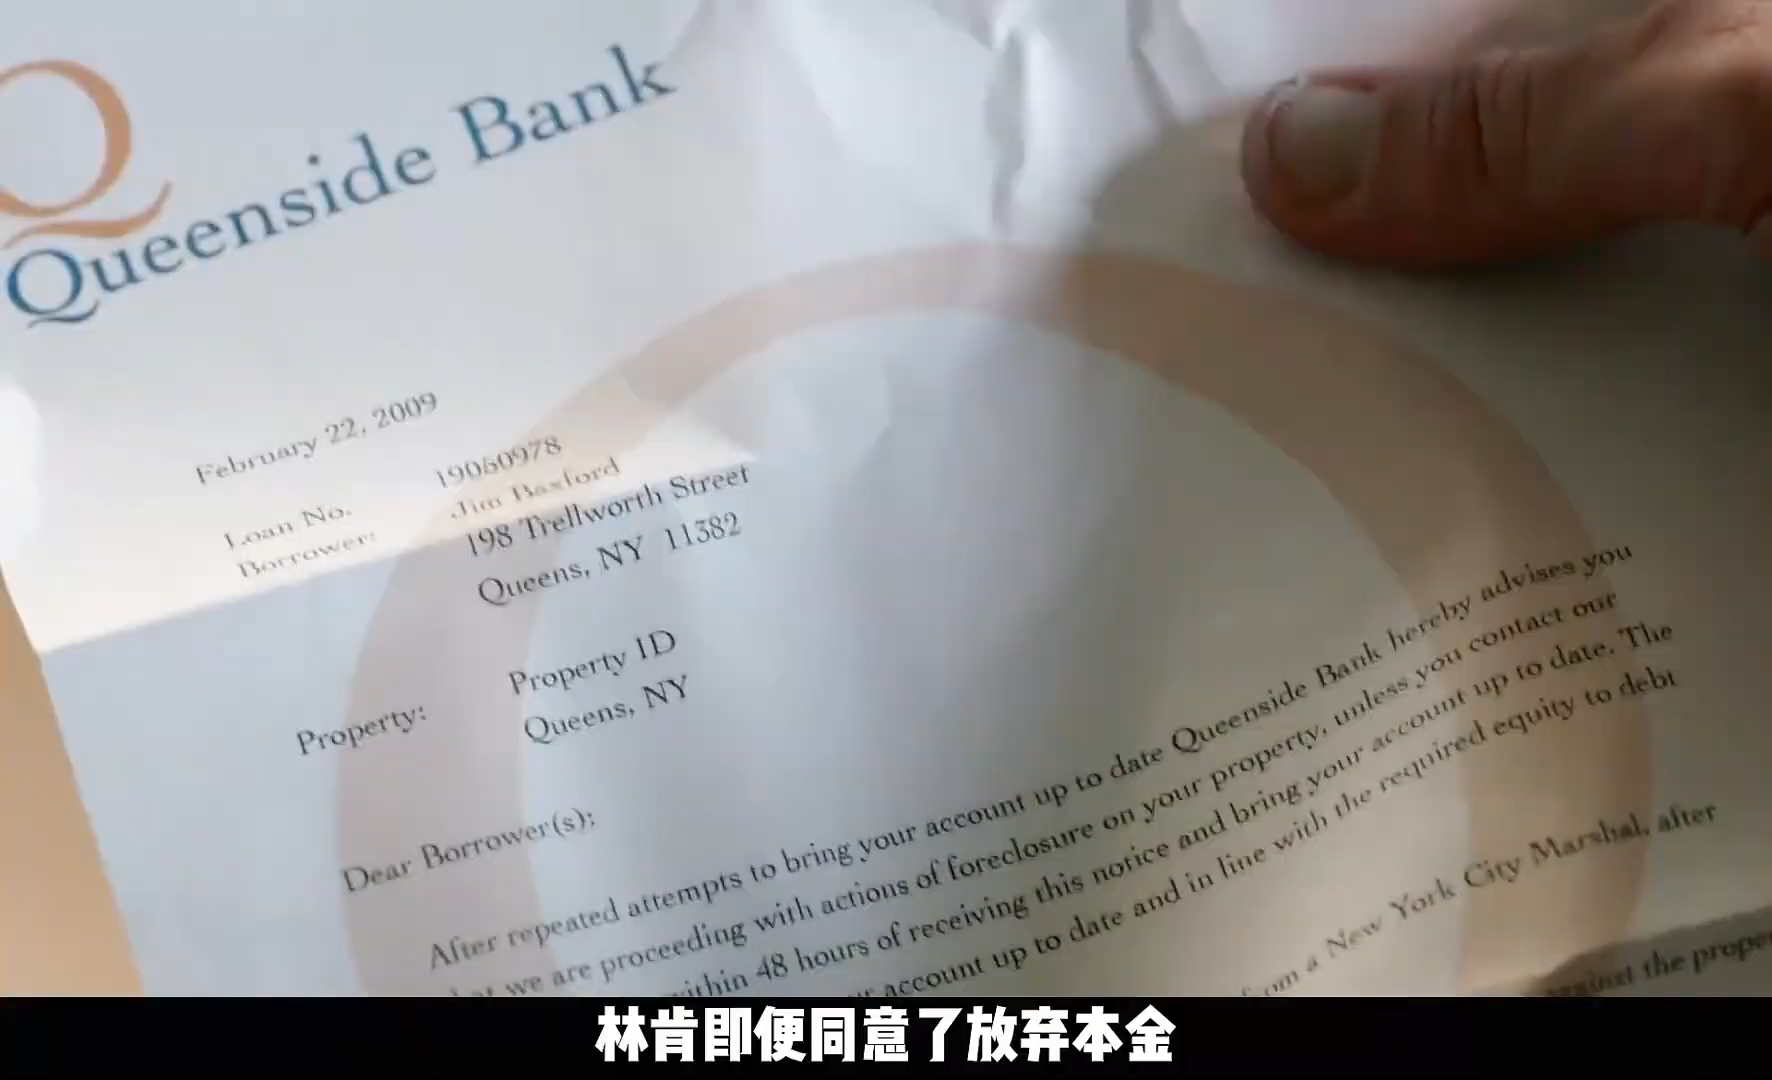 Q
Queenside Bank
February 22, 2009
Loan No. 19060978
Borrower: Jim Baxford
198 Trellworth Street
Queens, NY 11382
Property: Property ID
Queens, NY
Dear Borrower(s):
After repeated attempts to bring your account up to date Queenside Bank hereby advises you
we are proceeding with actions of foreclosure on your property, unless you contact our
within 48 hours of receiving this notice and bring your account up to date. The
account up to date and in line with the required equity to debt
from a New York City Marshal, after
against the
林肯即便同意了放弃本金